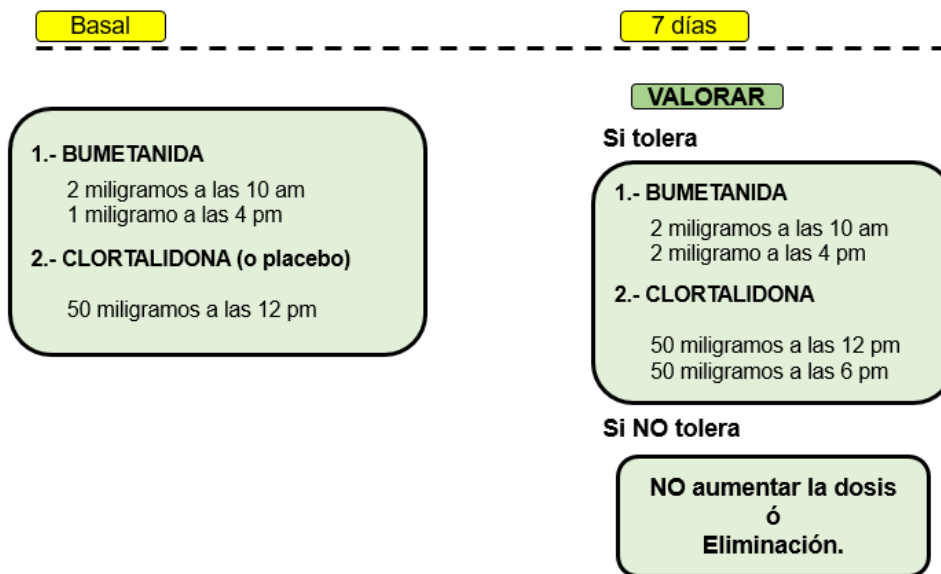 Basal
7 días
1.- BUMETANIDA
2 miligramos a las 10 am
1 miligramo a las 4 pm
2.- CLORTALIDONA (o placebo)
50 miligramos a las 12 pm
VALORAR
Si tolera
1.- BUMETANIDA
2 miligramos a las 10 am
2 miligramo a las 4 pm
2.- CLORTALIDONA
50 miligramos a las 12 pm
50 miligramos a las 6 pm
Si NO tolera
NO aumentar la dosis
ó
Eliminación.